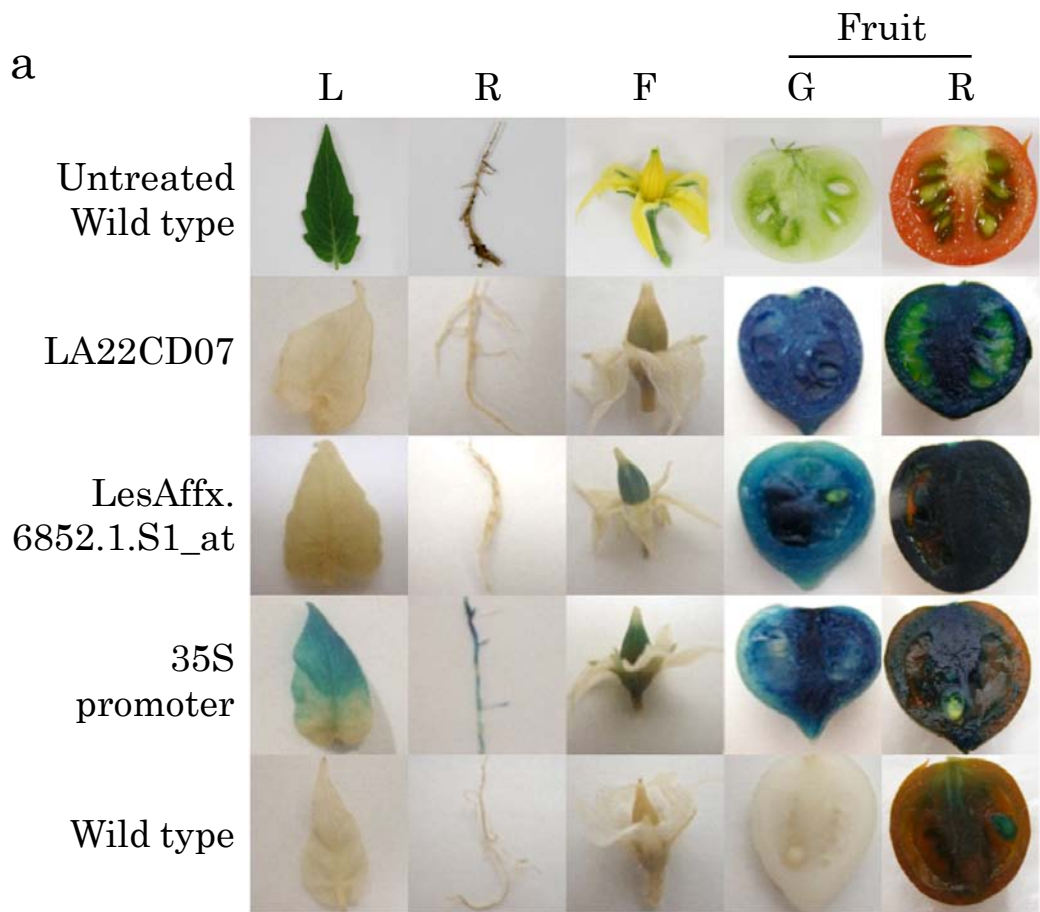 a
Fruit
L R F G R
Untreated
Wild type
LA22CD07
LesAffx.
6852.1.S1_at
35S
promoter
Wild type